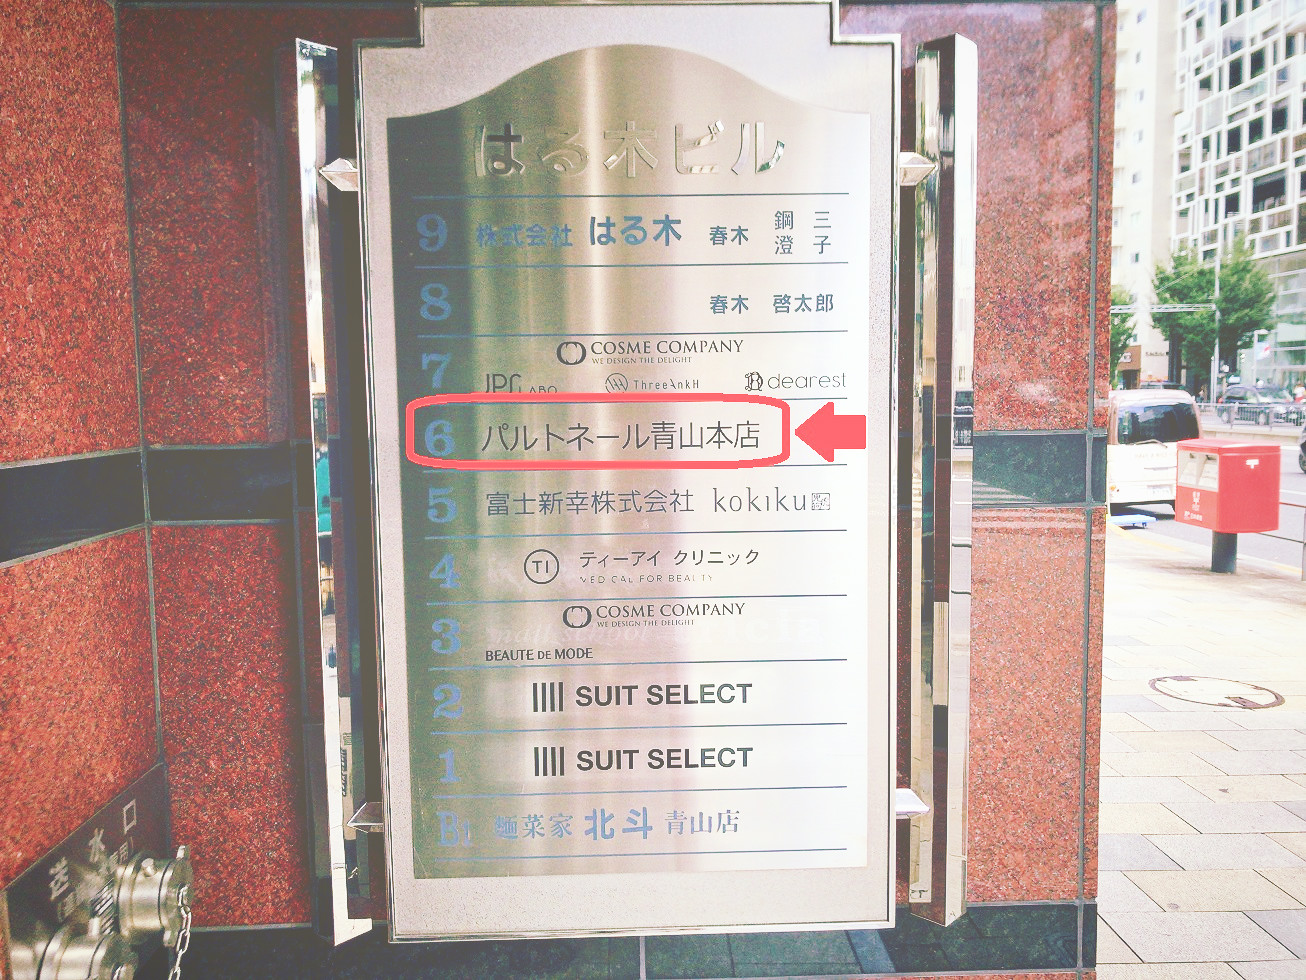 はる木ビル
9 株式会社 はる木 春木 鋼三 澄子
8 春木 啓太郎
7 COSME COMPANY
WE DESIGN THE DELIGHT
LABO ThreeAnkH dearest
6 パルトネール青山本店
5 富士新幸株式会社 kokiku
4 TI ティーアイ クリニック
MEDICAL FOR BEAUTY
3 COSME COMPANY
WE DESIGN THE DELIGHT
BEAUTE DE MODE
2 SUIT SELECT
1 SUIT SELECT
B1 麺菜家 北斗 青山店
送水口